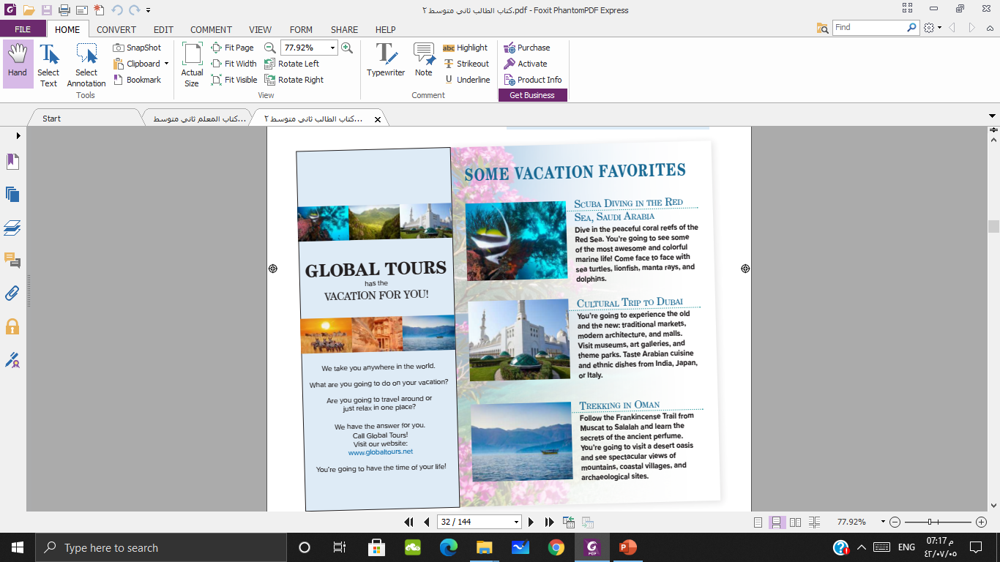 كتاب الطالب ثاني متوسط ٢.pdf - Foxit PhantomPDF Express
FILE
HOME
CONVERT
EDIT
COMMENT
VIEW
FORM
SHARE
HELP
Find
Hand
Select Text
Select Annotation
SnapShot
Clipboard
Bookmark
Tools
Actual Size
Fit Page
Fit Width
Fit Visible
77.92%
Rotate Left
Rotate Right
View
Typewriter
Note
abc Highlight
Strikeout
Underline
Comment
Purchase
Activate
Product Info
Get Business
Start
كتاب المعلم ثاني متوسط...
كتاب الطالب ثاني متوسط ٢...
GLOBAL TOURS
has the
VACATION FOR YOU!
We take you anywhere in the world.
What are you going to do on your vacation?
Are you going to travel around or
just relax in one place?
We have the answer for you.
Call Global Tours!
Visit our website:
www.globaltours.net
You're going to have the time of your life!
SOME VACATION FAVORITES
SCUBA DIVING IN THE RED
SEA, SAUDI ARABIA
Dive in the peaceful coral reefs of the
Red Sea. You're going to see some
of the most awesome and colorful
marine life! Come face to face with
sea turtles, lionfish, manta rays, and
dolphins.
CULTURAL TRIP TO DUBAI
You're going to experience the old
and the new: traditional markets,
modern architecture, and malls.
Visit museums, art galleries, and
theme parks. Taste Arabian cuisine
and ethnic dishes from India, Japan,
or Italy.
TREKKING IN OMAN
Follow the Frankincense Trail from
Muscat to Salalah and learn the
secrets of the ancient perfume.
You're going to visit a desert oasis
and see spectacular views of
mountains, coastal villages, and
archaeological sites.
32 / 144
77.92%
Type here to search
ENG
07:17 م
٤٢/٠٧/٠٥